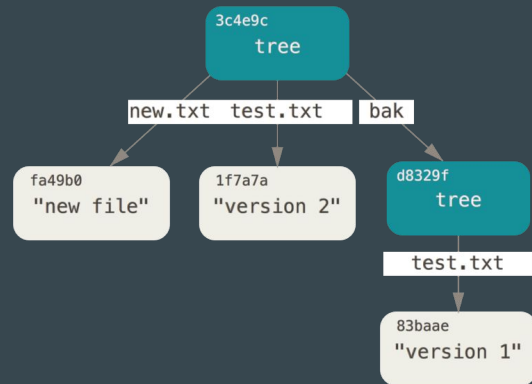 3c4e9c
tree
new.txt test.txt bak
fa49b0
"new file"
1f7a7a
"version 2"
d8329f
tree
test.txt
83baae
"version 1"